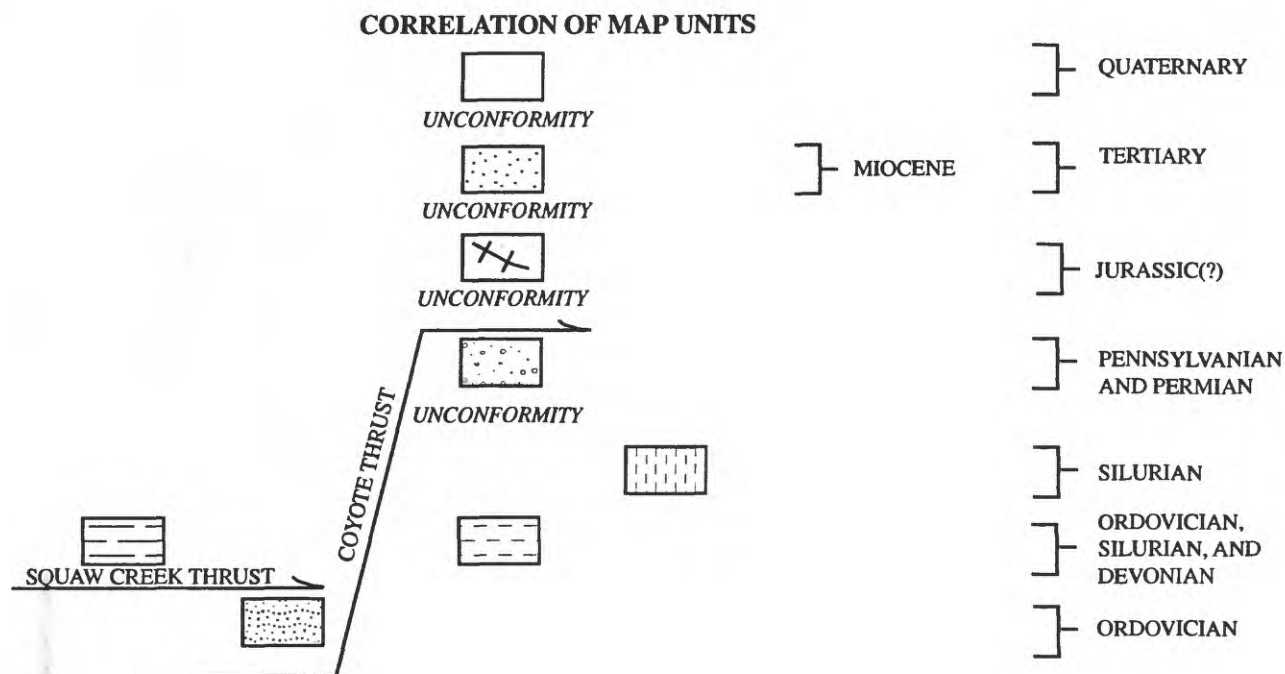 CORRELATION OF MAP UNITS
QUATERNARY
UNCONFORMITY
MIOCENE
TERTIARY
UNCONFORMITY
JURASSIC(?)
UNCONFORMITY
PENNSYLVANIAN
AND PERMIAN
UNCONFORMITY
COYOTE THRUST
SILURIAN
ORDOVICIAN,
SILURIAN, AND
DEVONIAN
SQUAW CREEK THRUST
ORDOVICIAN